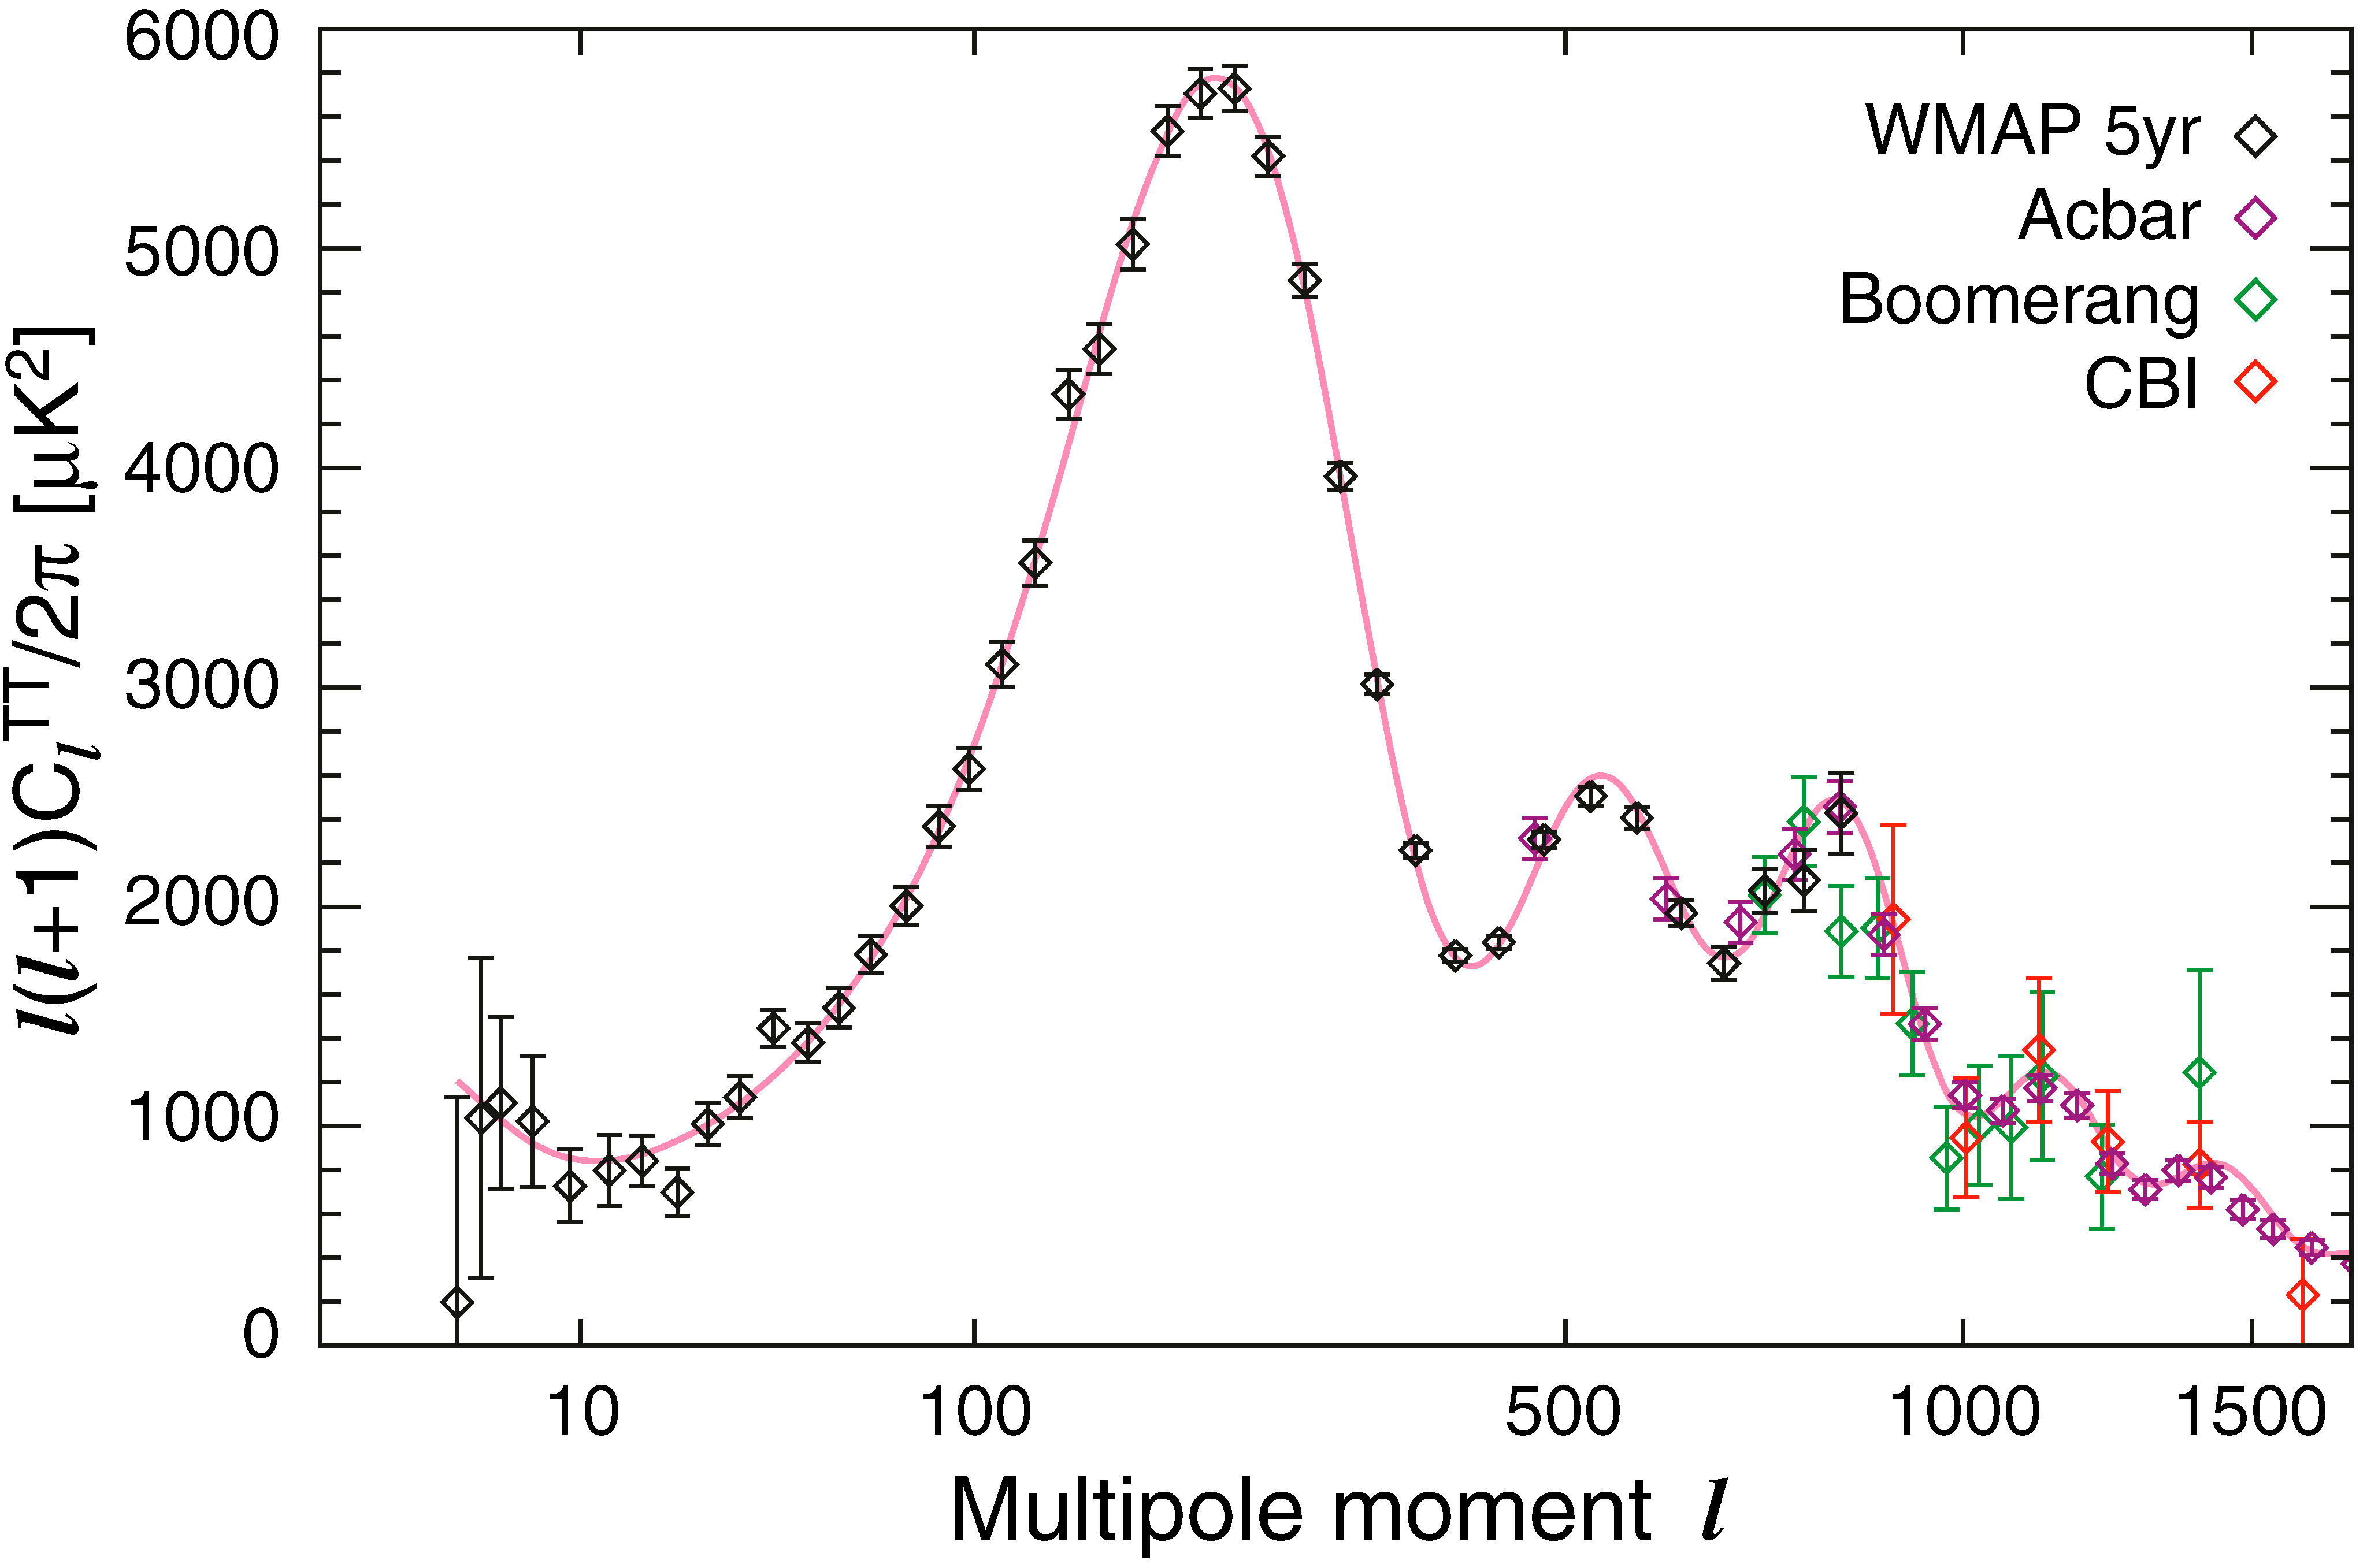 6000
5000
4000
3000
2000
1000
0
l(l+1)C_l^TT/2π [μK²]
WMAP 5yr
Acbar
Boomerang
CBI
10 100 500 1000 1500
Multipole moment l